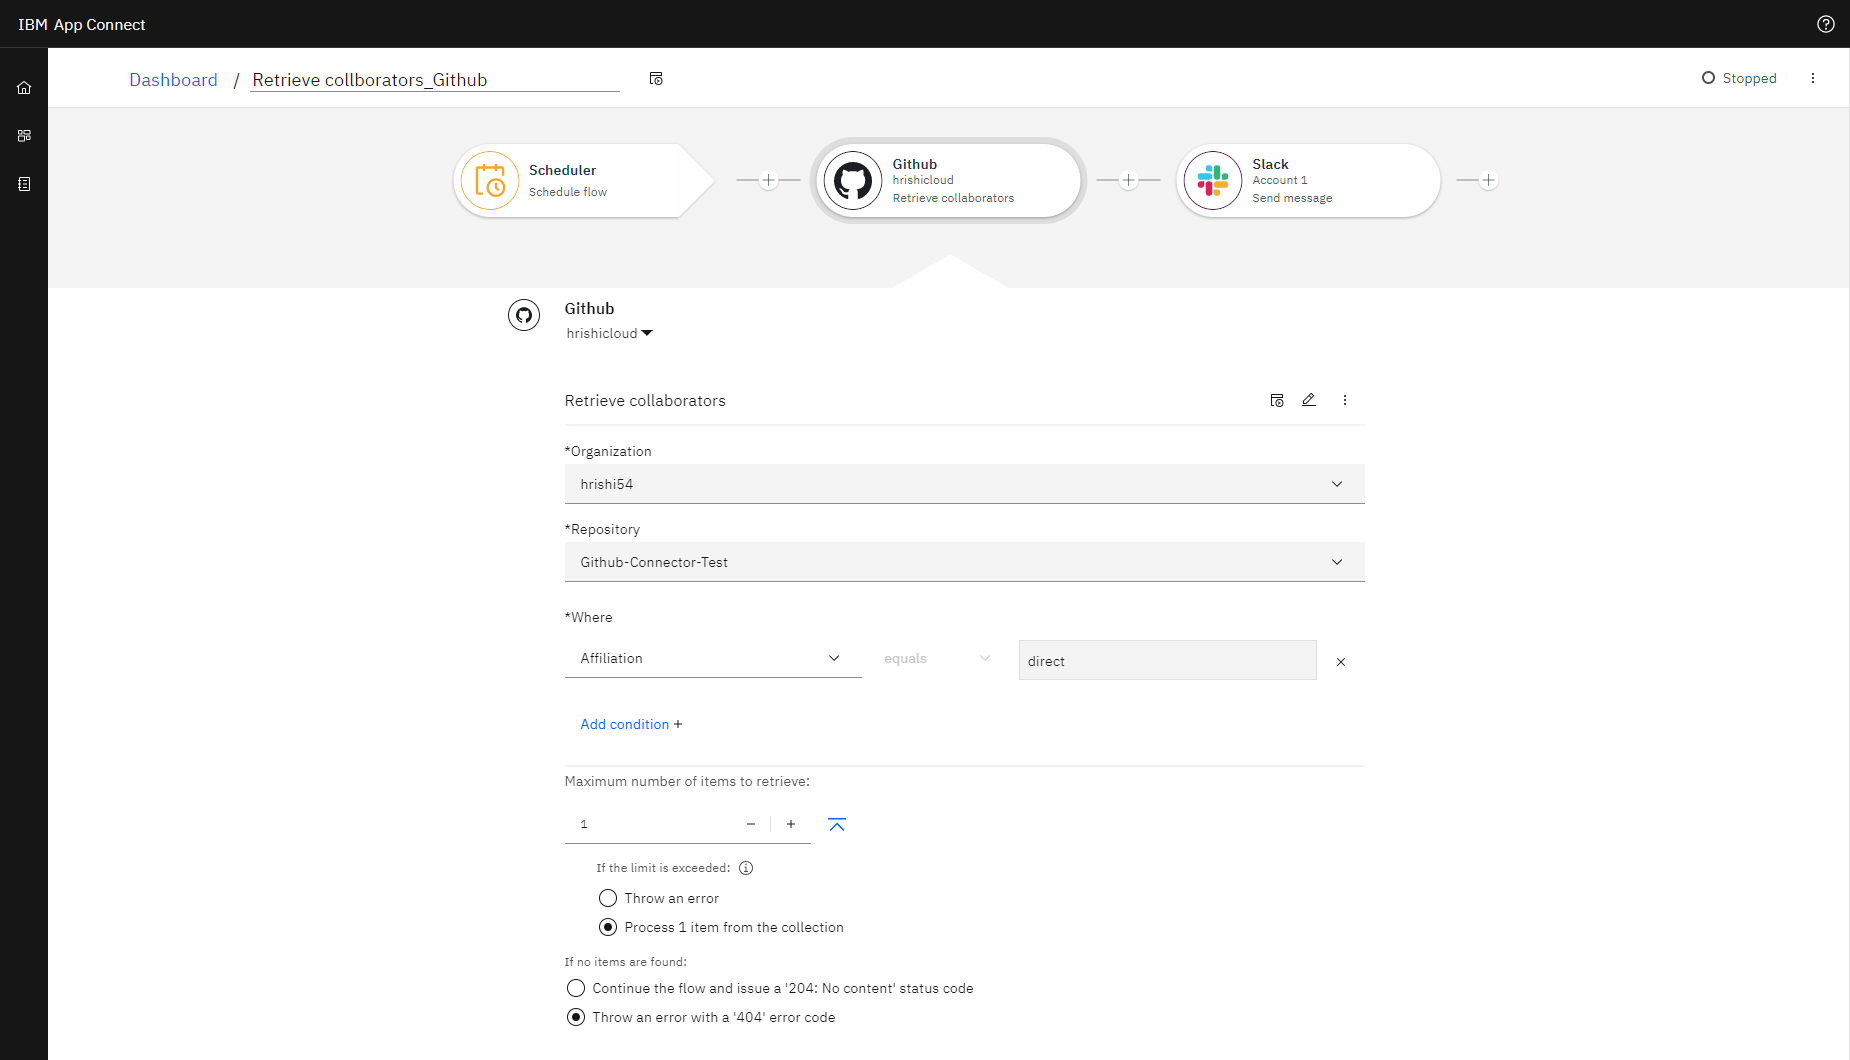 IBM App Connect
Dashboard / Retrieve collborators_Github
Stopped
Scheduler
Schedule flow
Github
hrishicloud
Retrieve collaborators
Slack
Account 1
Send message
Github
hrishicloud
Retrieve collaborators
*Organization
hrishi54
*Repository
Github-Connector-Test
*Where
Affiliation equals direct
Add condition +
Maximum number of items to retrieve:
1
If the limit is exceeded:
Throw an error
Process 1 item from the collection
If no items are found:
Continue the flow and issue a '204: No content' status code
Throw an error with a '404' error code